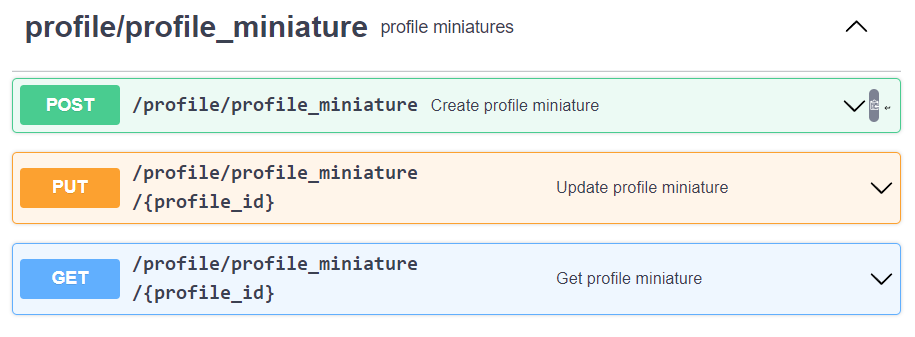 profile/profile_miniature profile miniatures
POST /profile/profile_miniature Create profile miniature
PUT /profile/profile_miniature Update profile miniature
/{profile_id}
GET /profile/profile_miniature Get profile miniature
/{profile_id}